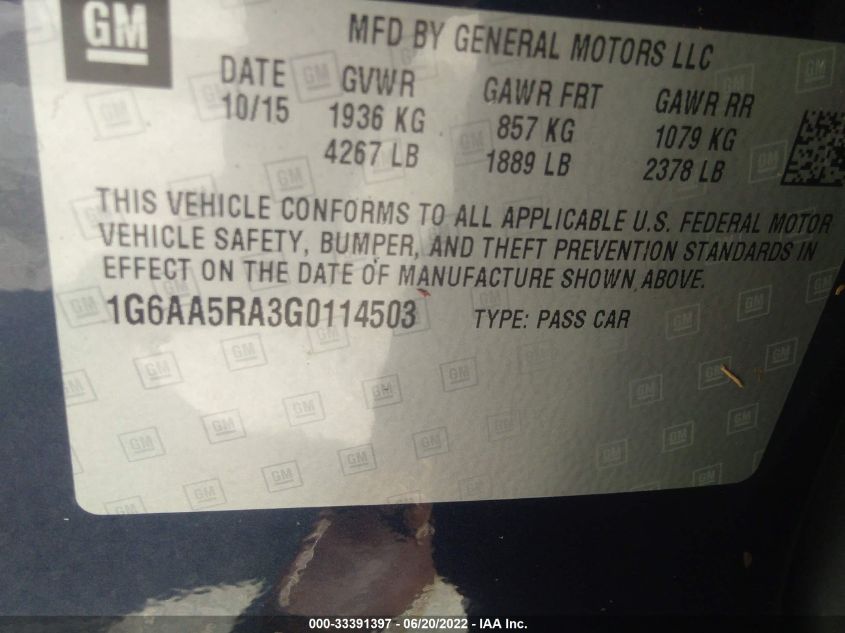 GM
MFD BY GENERAL MOTORS LLC
DATE GVWR GAWR FRT GAWR RR
10/15 1936 KG 857 KG 1079 KG
4267 LB 1889 LB 2378 LB
THIS VEHICLE CONFORMS TO ALL APPLICABLE U.S. FEDERAL MOTOR
VEHICLE SAFETY, BUMPER, AND THEFT PREVENTION STANDARDS IN
EFFECT ON THE DATE OF MANUFACTURE SHOWN ABOVE.
1G6AA5RA3G0114503 TYPE: PASS CAR
000-33391397 - 06/20/2022 - IAA Inc.